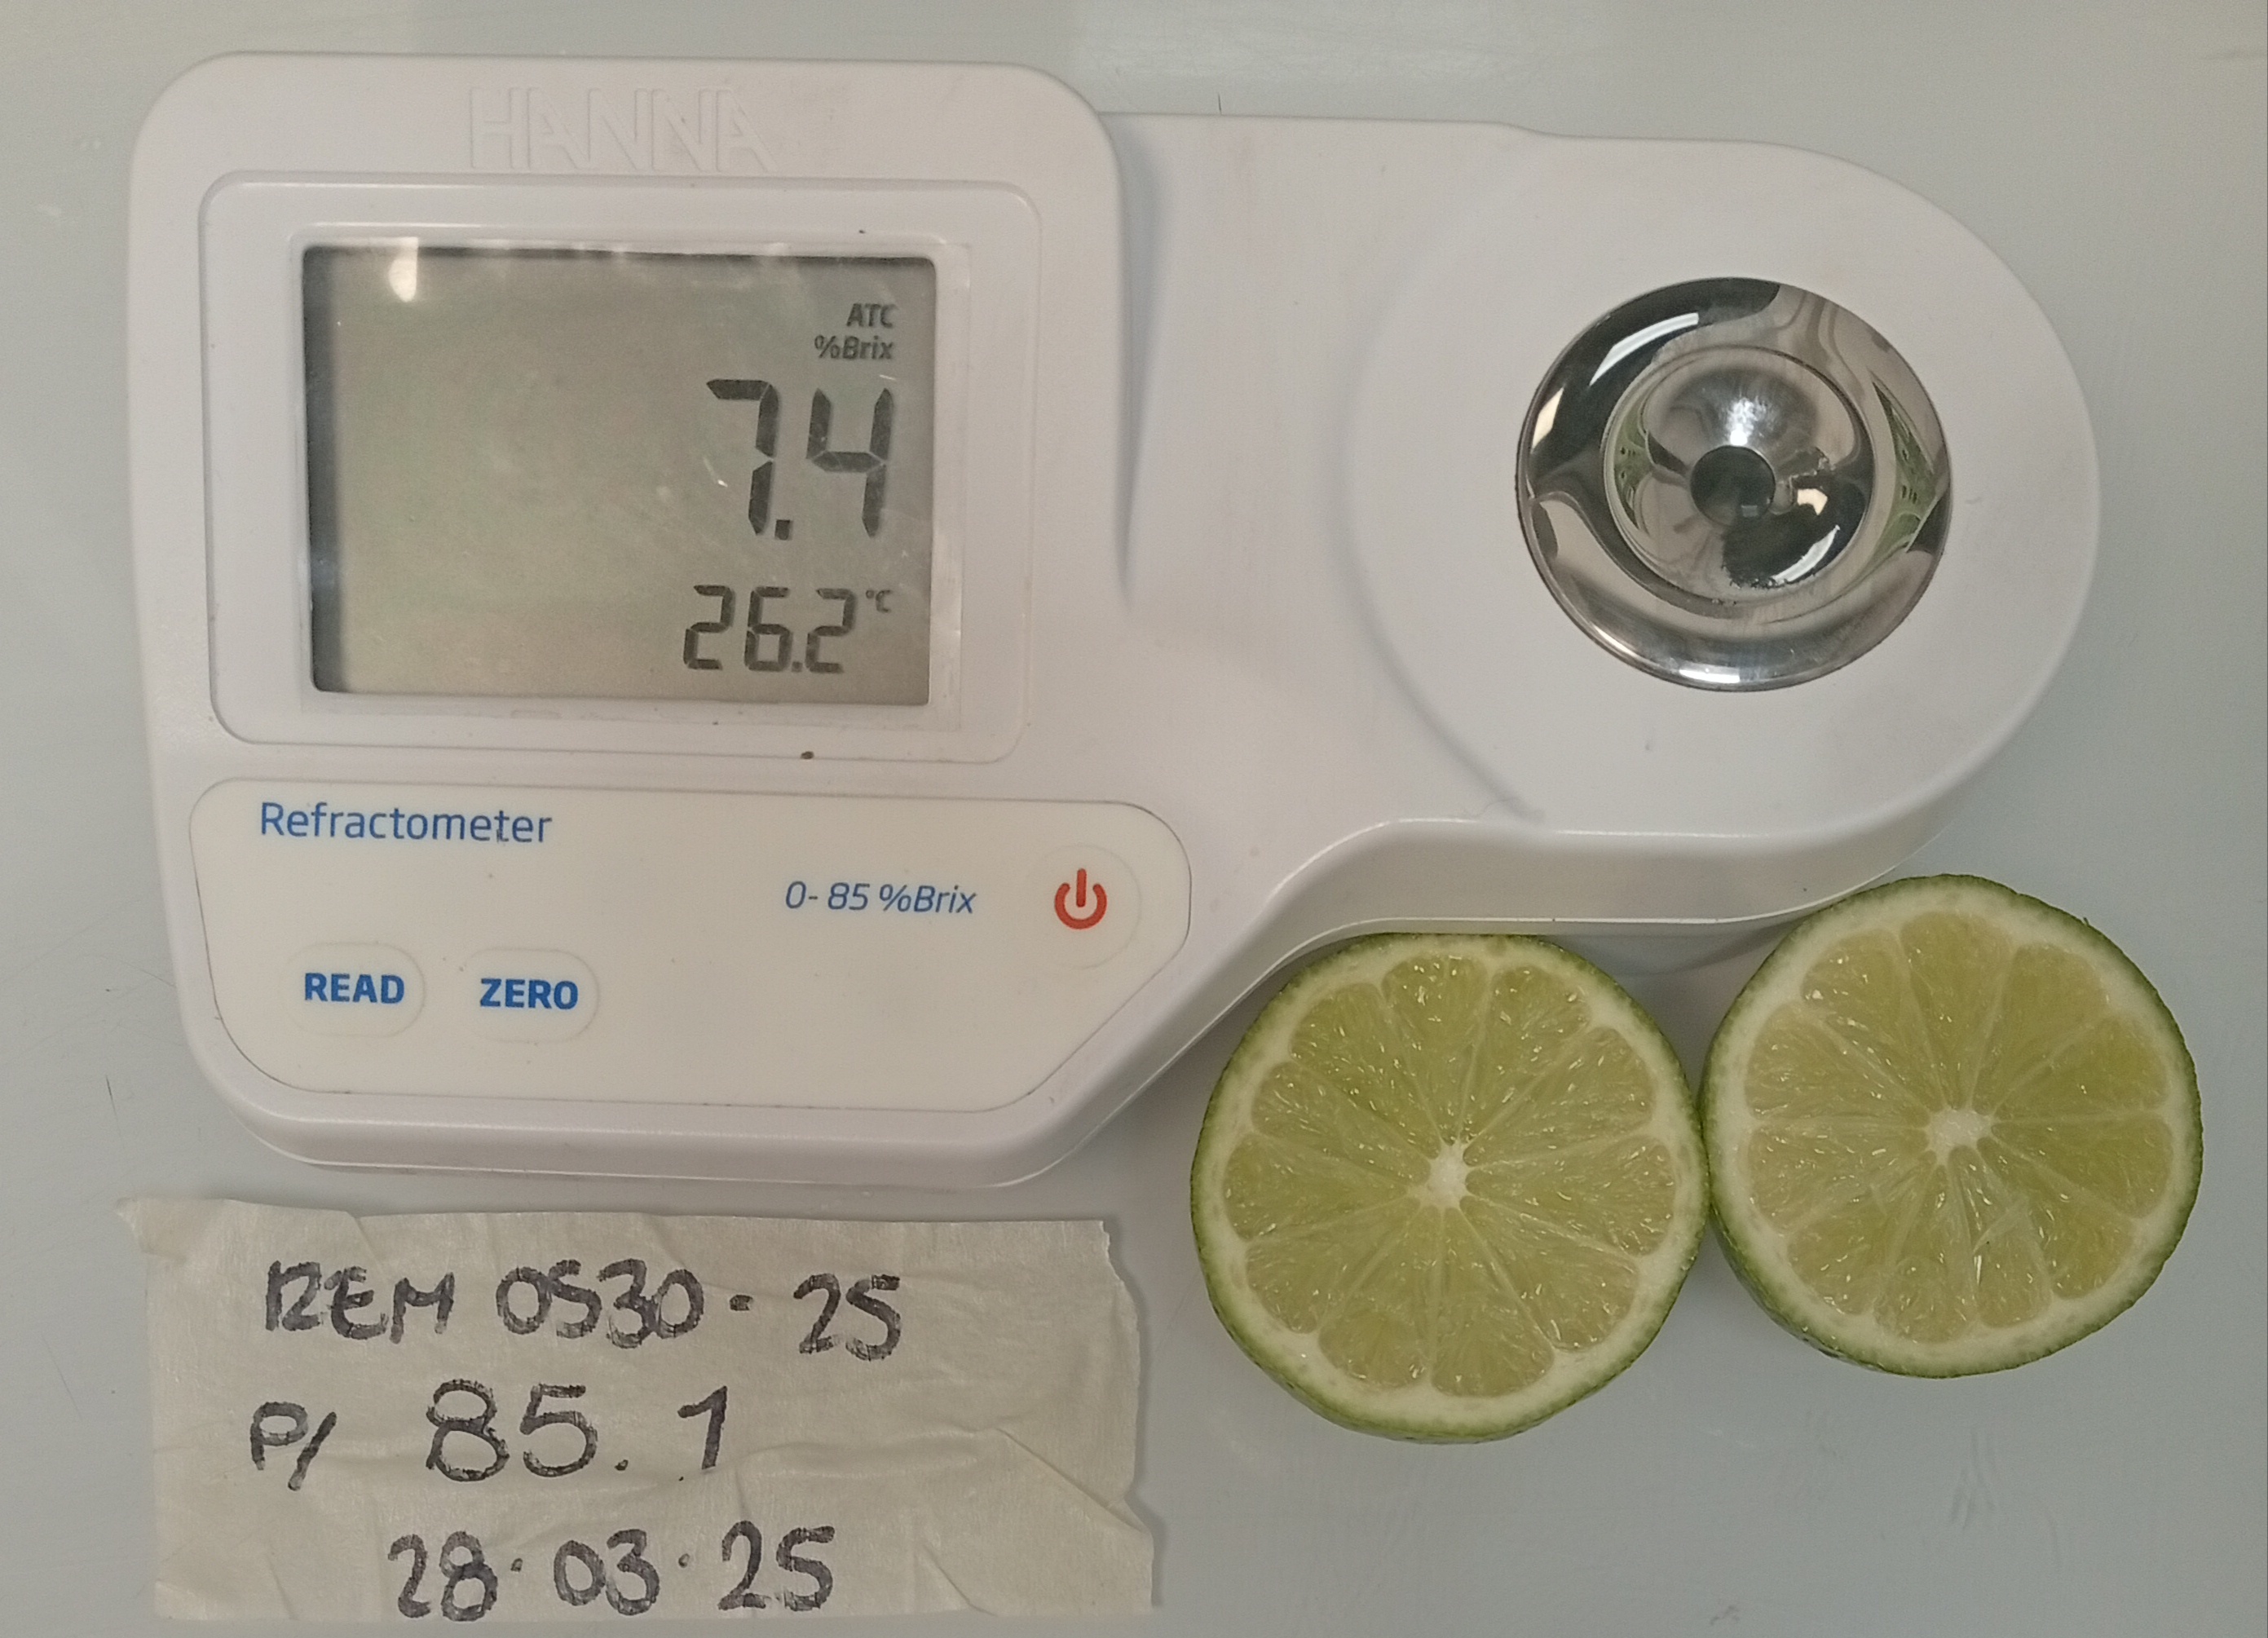 HANNA
ATC
%Brix
7.4
26.2 °C
Refractometer
0-85 %Brix
READ ZERO
REM 0530-25
P/ 85.1
28.03.25